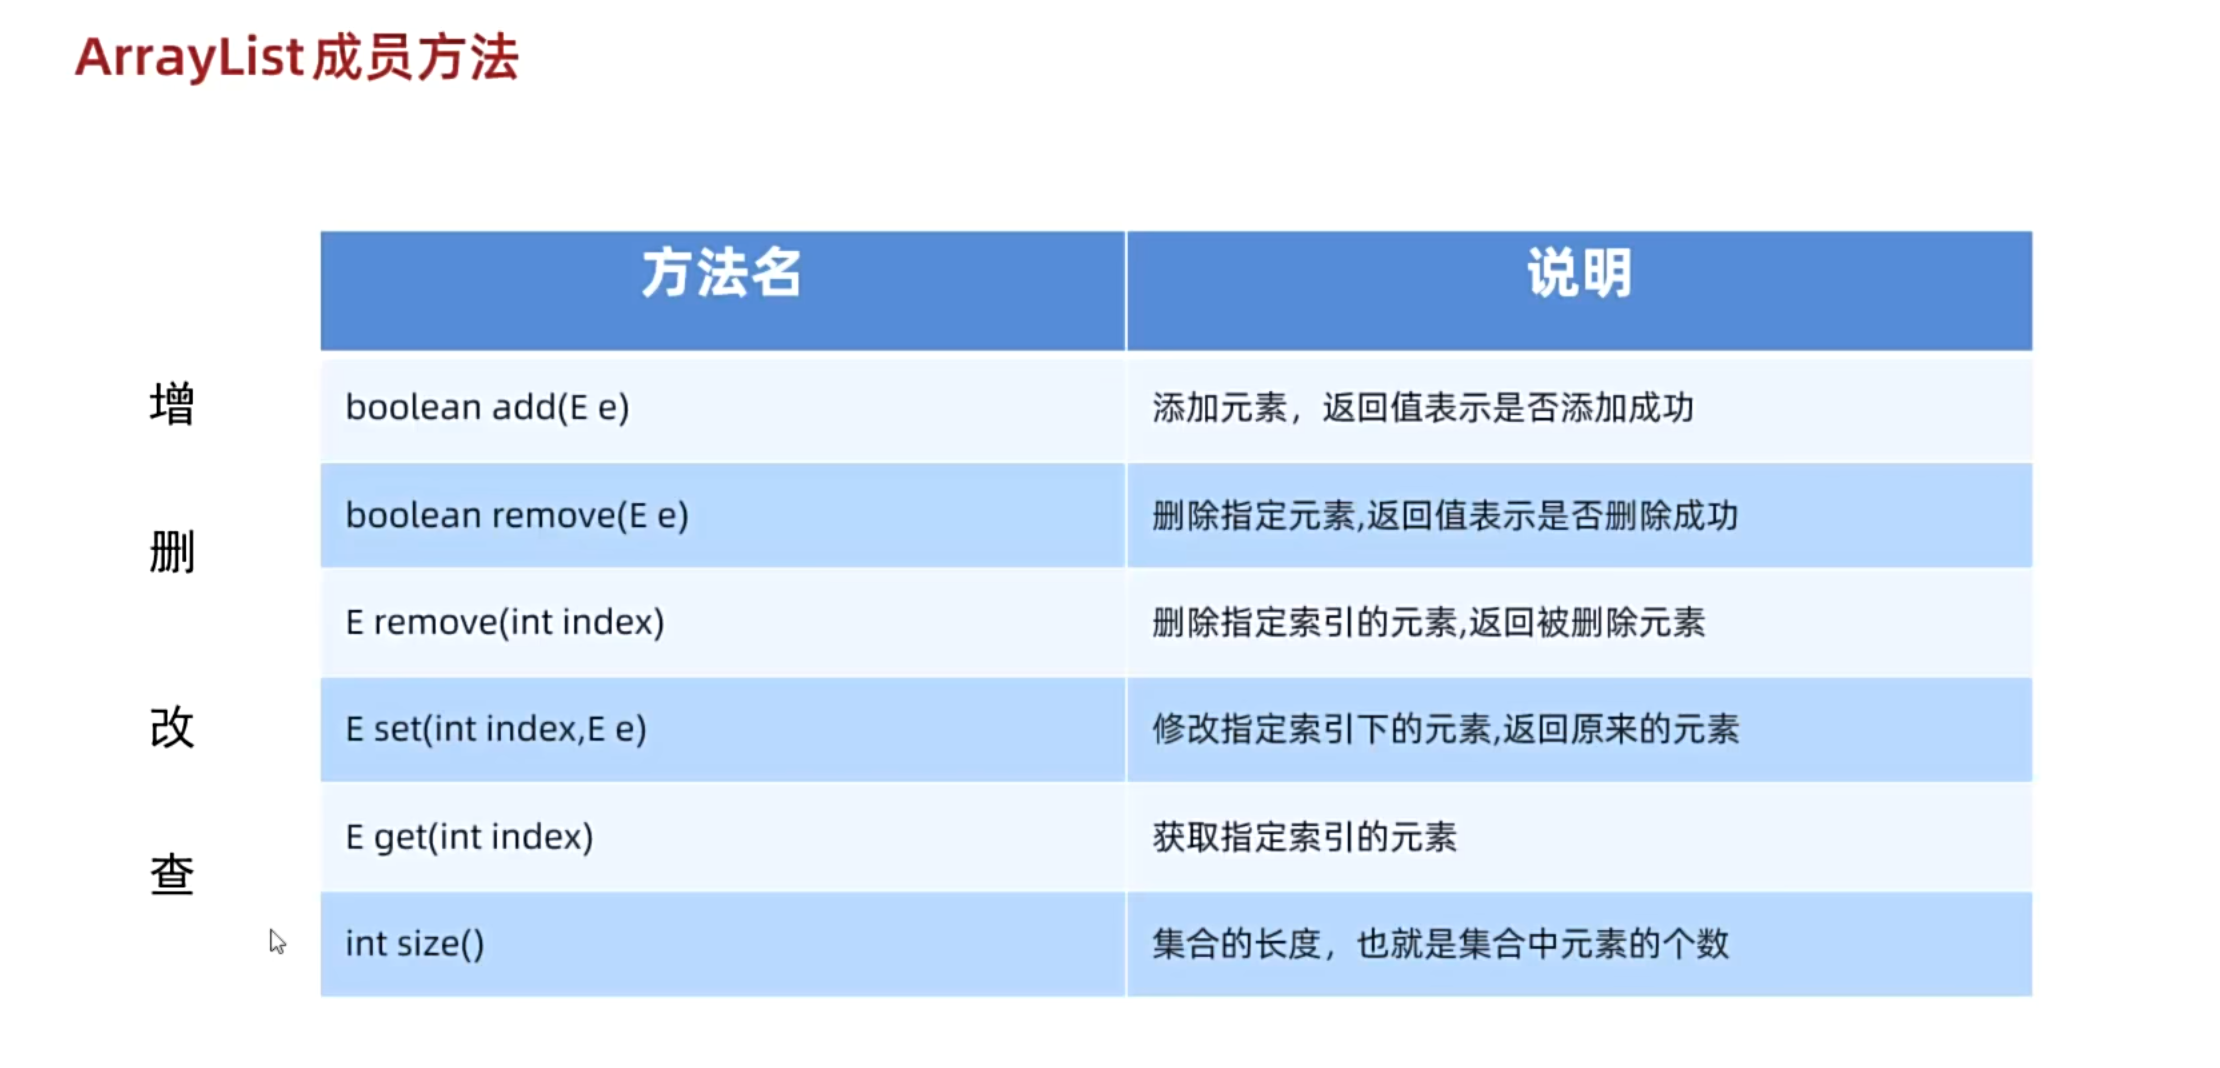 ArrayList成员方法
方法名 说明
增 boolean add(E e) 添加元素，返回值表示是否添加成功
删 boolean remove(E e) 删除指定元素,返回值表示是否删除成功
E remove(int index) 删除指定索引的元素,返回被删除元素
改 E set(int index,E e) 修改指定索引下的元素,返回原来的元素
查 E get(int index) 获取指定索引的元素
int size() 集合的长度，也就是集合中元素的个数